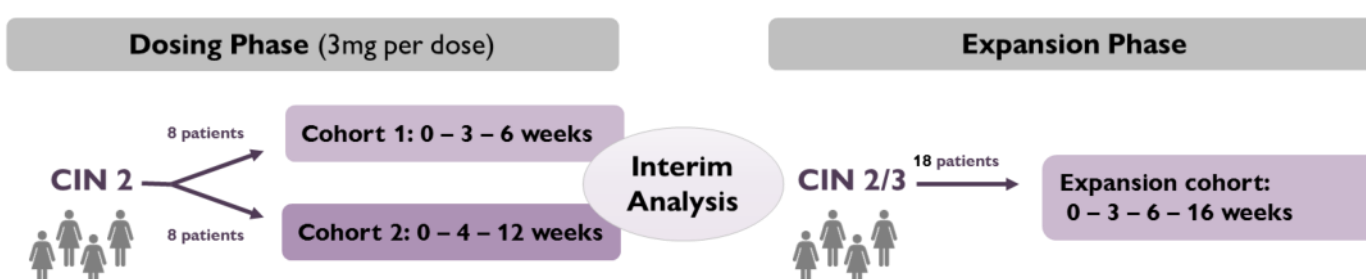 Dosing Phase (3mg per dose)
Expansion Phase
8 patients
Cohort 1: 0 – 3 – 6 weeks
CIN 2
8 patients
Cohort 2: 0 – 4 – 12 weeks
Interim
Analysis
CIN 2/3
18 patients
Expansion cohort:
0 – 3 – 6 – 16 weeks